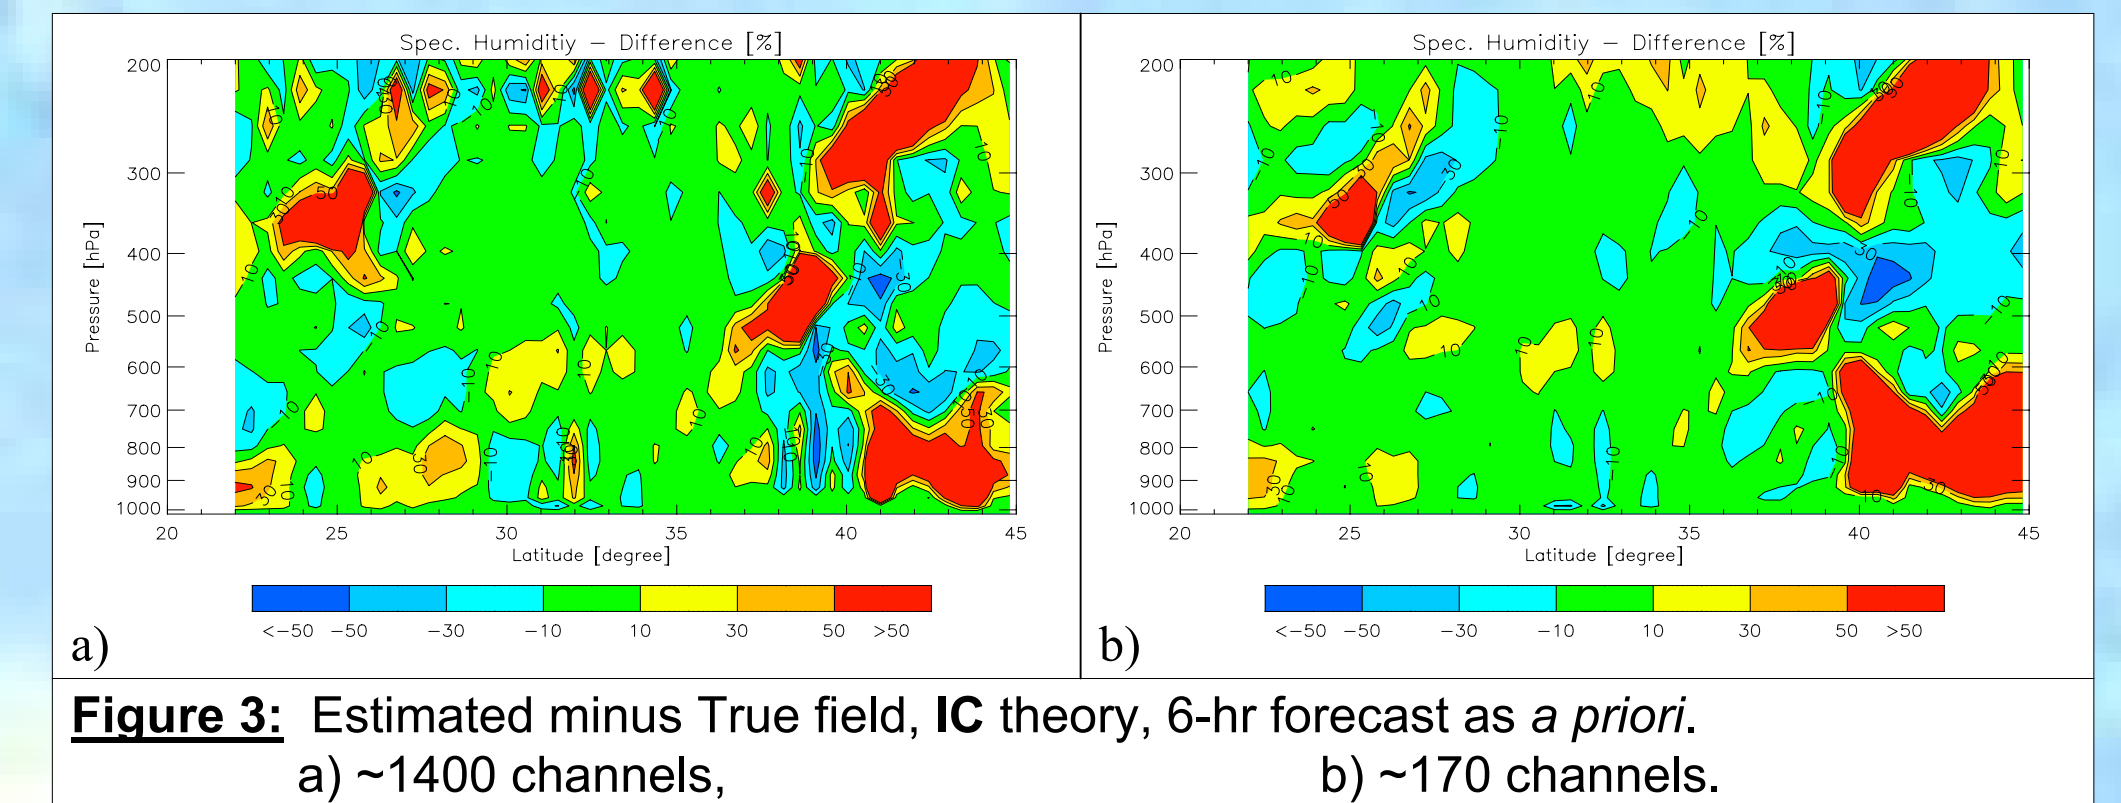 Spec. Humiditiy – Difference [%]
200
300
400
500
600
700
800
900
1000
Pressure [hPa]
20 25 30 35 40 45
Latitude [degree]
<-50 -50 -30 -10 10 30 50 >50
a)
Spec. Humiditiy – Difference [%]
200
300
400
500
600
700
800
900
1000
Pressure [hPa]
20 25 30 35 40 45
Latitude [degree]
<-50 -50 -30 -10 10 30 50 >50
b)
Figure 3: Estimated minus True field, IC theory, 6-hr forecast as a priori.
a) ~1400 channels, b) ~170 channels.